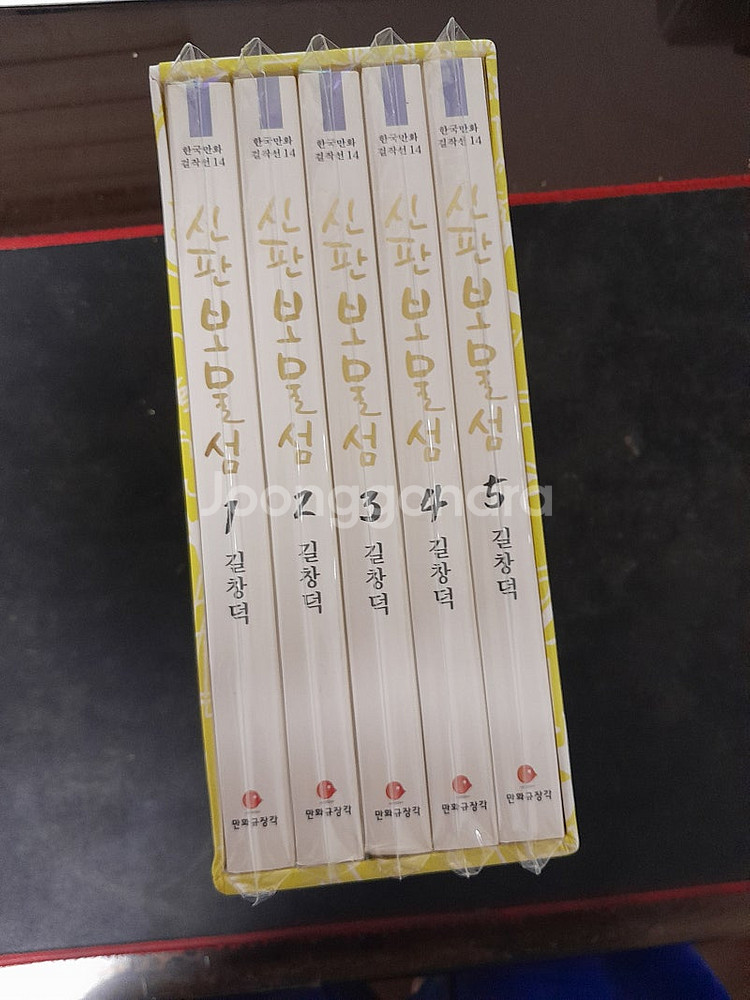 한국만화
걸작선 14
신판 보물섬
1
길창덕
만화규장각
한국만화
걸작선 14
신판 보물섬
2
길창덕
만화규장각
한국만화
걸작선 14
신판 보물섬
3
길창덕
만화규장각
한국만화
걸작선 14
신판 보물섬
4
길창덕
만화규장각
한국만화
걸작선 14
신판 보물섬
5
길창덕
만화규장각
Joonggonara